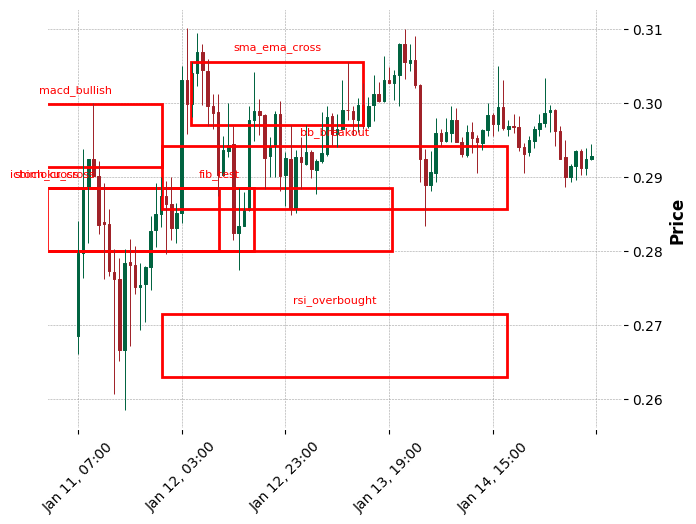 0.31
sma_ema_cross
macd_bullish
0.30
bb_breakout
fib_test
0.29
Price
0.28
rsi_overbought
0.27
0.26
Jan 11, 07:00
Jan 12, 03:00
Jan 12, 23:00
Jan 13, 19:00
Jan 14, 15:00